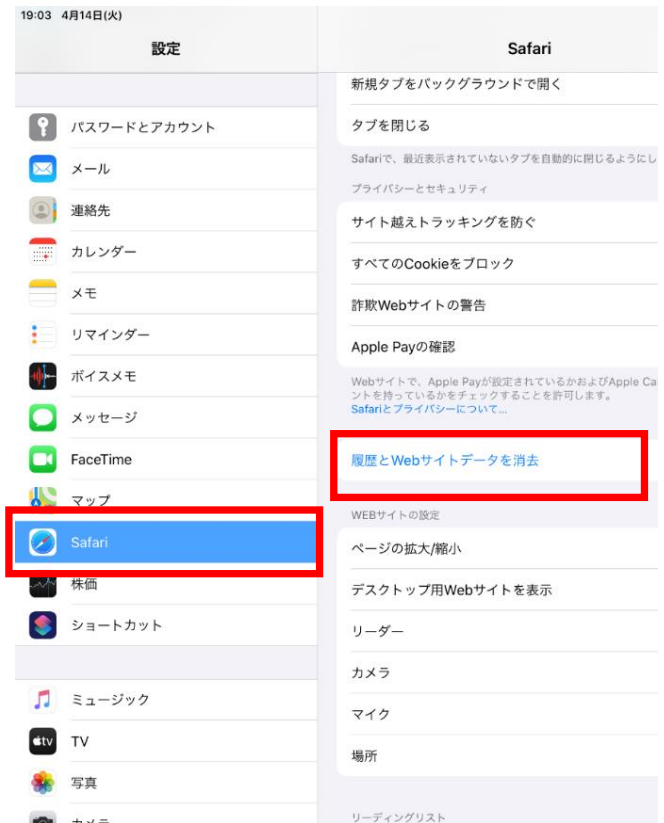 19:03 4月14日(火)
設定
パスワードとアカウント
メール
連絡先
カレンダー
メモ
リマインダー
ボイスメモ
メッセージ
FaceTime
マップ
Safari
株価
ショートカット
ミュージック
tv
TV
写真
カメラ
Safari
新規タブをバックグラウンドで開く
タブを閉じる
Safariで、最近表示されていないタブを自動的に閉じるようにし
プライバシーとセキュリティ
サイト越えトラッキングを防ぐ
すべてのCookieをブロック
詐欺Webサイトの警告
Apple Payの確認
Webサイトで、Apple Payが設定されているかおよびApple Ca
ントを持っているかをチェックすることを許可します。
Safariとプライバシーについて...
履歴とWebサイトデータを消去
WEBサイトの設定
ページの拡大/縮小
デスクトップ用Webサイトを表示
リーダー
カメラ
マイク
場所
リーディングリスト